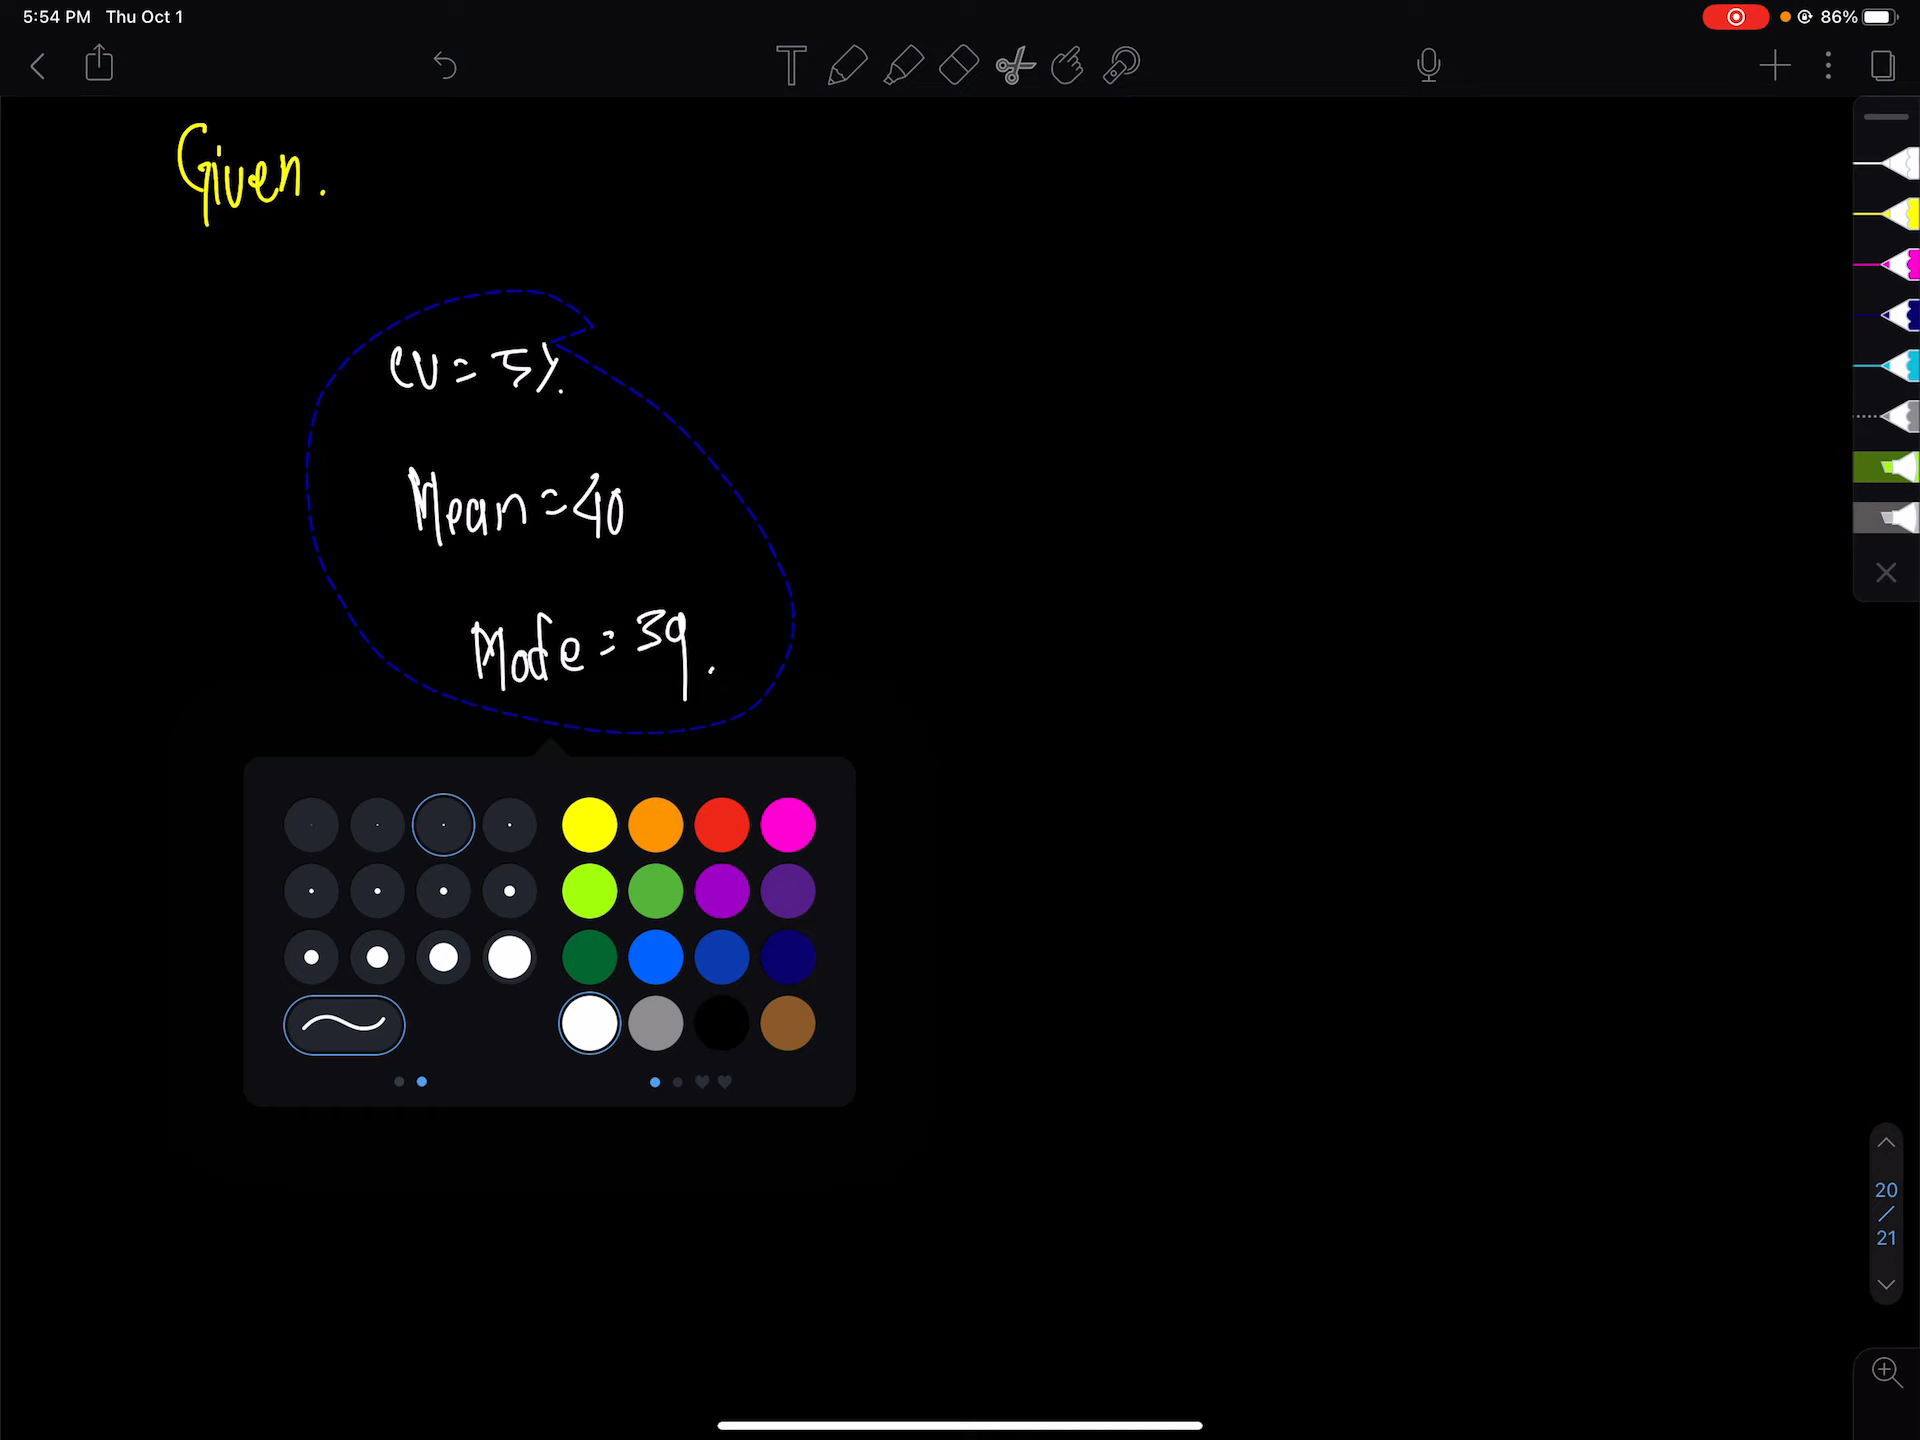 5:54 PM Thu Oct 1
86%
Given.
CV = 5%
Mean = 40
Mode = 39.
20
/
21